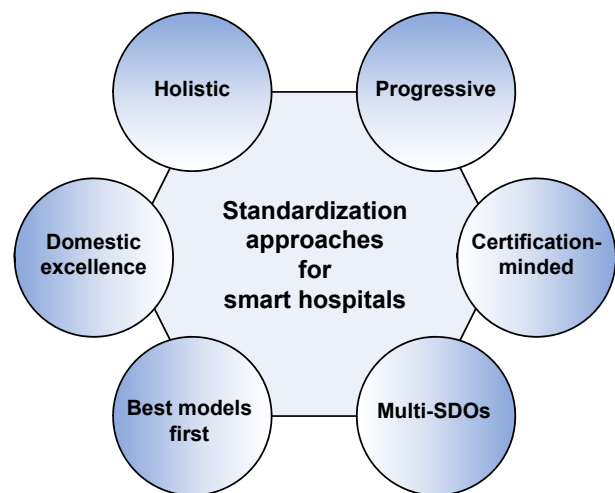 Holistic
Progressive
Standardization
approaches
for
smart hospitals
Domestic
excellence
Certification-
minded
Best models
first
Multi-SDOs